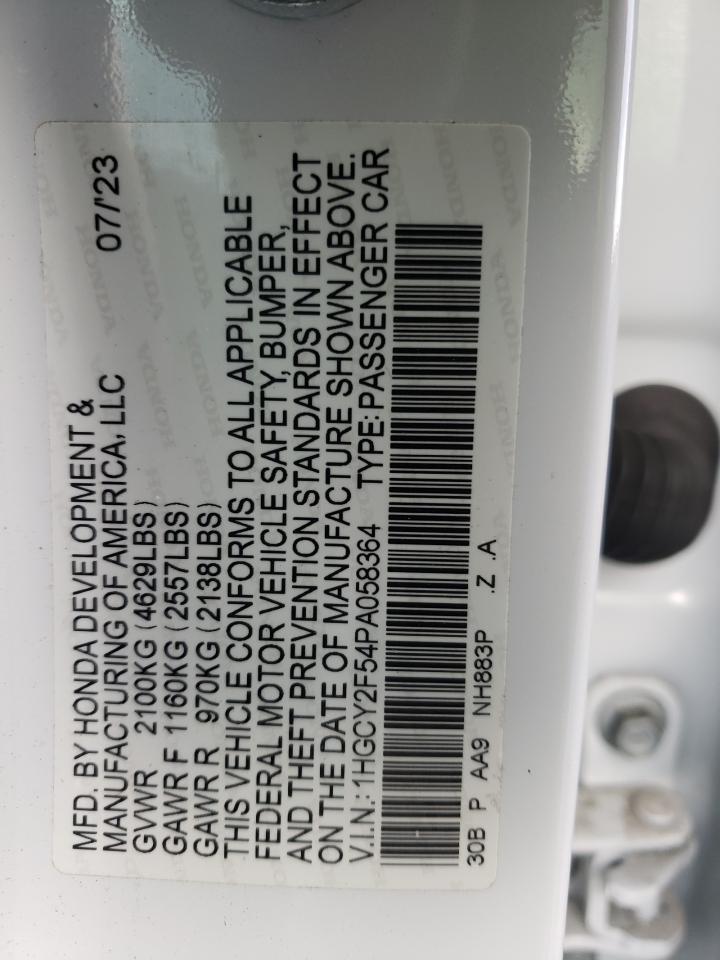 MFD. BY HONDA DEVELOPMENT &
MANUFACTURING OF AMERICA, LLC 07/'23
GVWR 2100KG (4629LBS)
GAWR F 1160KG (2557LBS)
GAWR R 970KG (2138LBS)
THIS VEHICLE CONFORMS TO ALL APPLICABLE
FEDERAL MOTOR VEHICLE SAFETY, BUMPER,
AND THEFT PREVENTION STANDARDS IN EFFECT
ON THE DATE OF MANUFACTURE SHOWN ABOVE.
V.I.N.: 1HGCY2F54PA058364 TYPE: PASSENGER CAR
30B P AA9 NH883P .Z .A